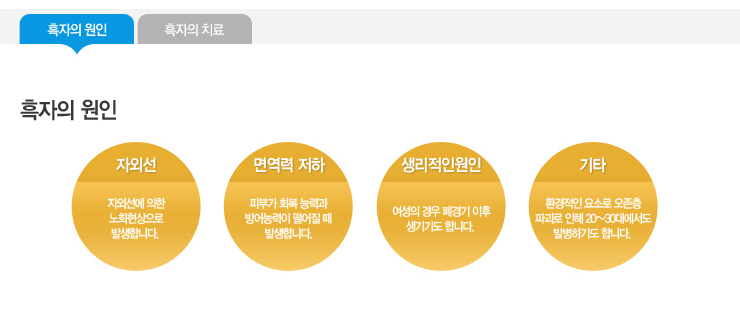 흑자의 원인
흑자의 치료
흑자의 원인
자외선
자외선에 의한
노화현상으로
발생합니다.
면역력 저하
피부가 회복 능력과
방어능력이 떨어질 때
발생합니다.
생리적인원인
여성의 경우 폐경기 이후
생기기도 합니다.
기타
환경적인 요소로 오존층
파괴로 인해 20~30대에서도
발병하기도 합니다.